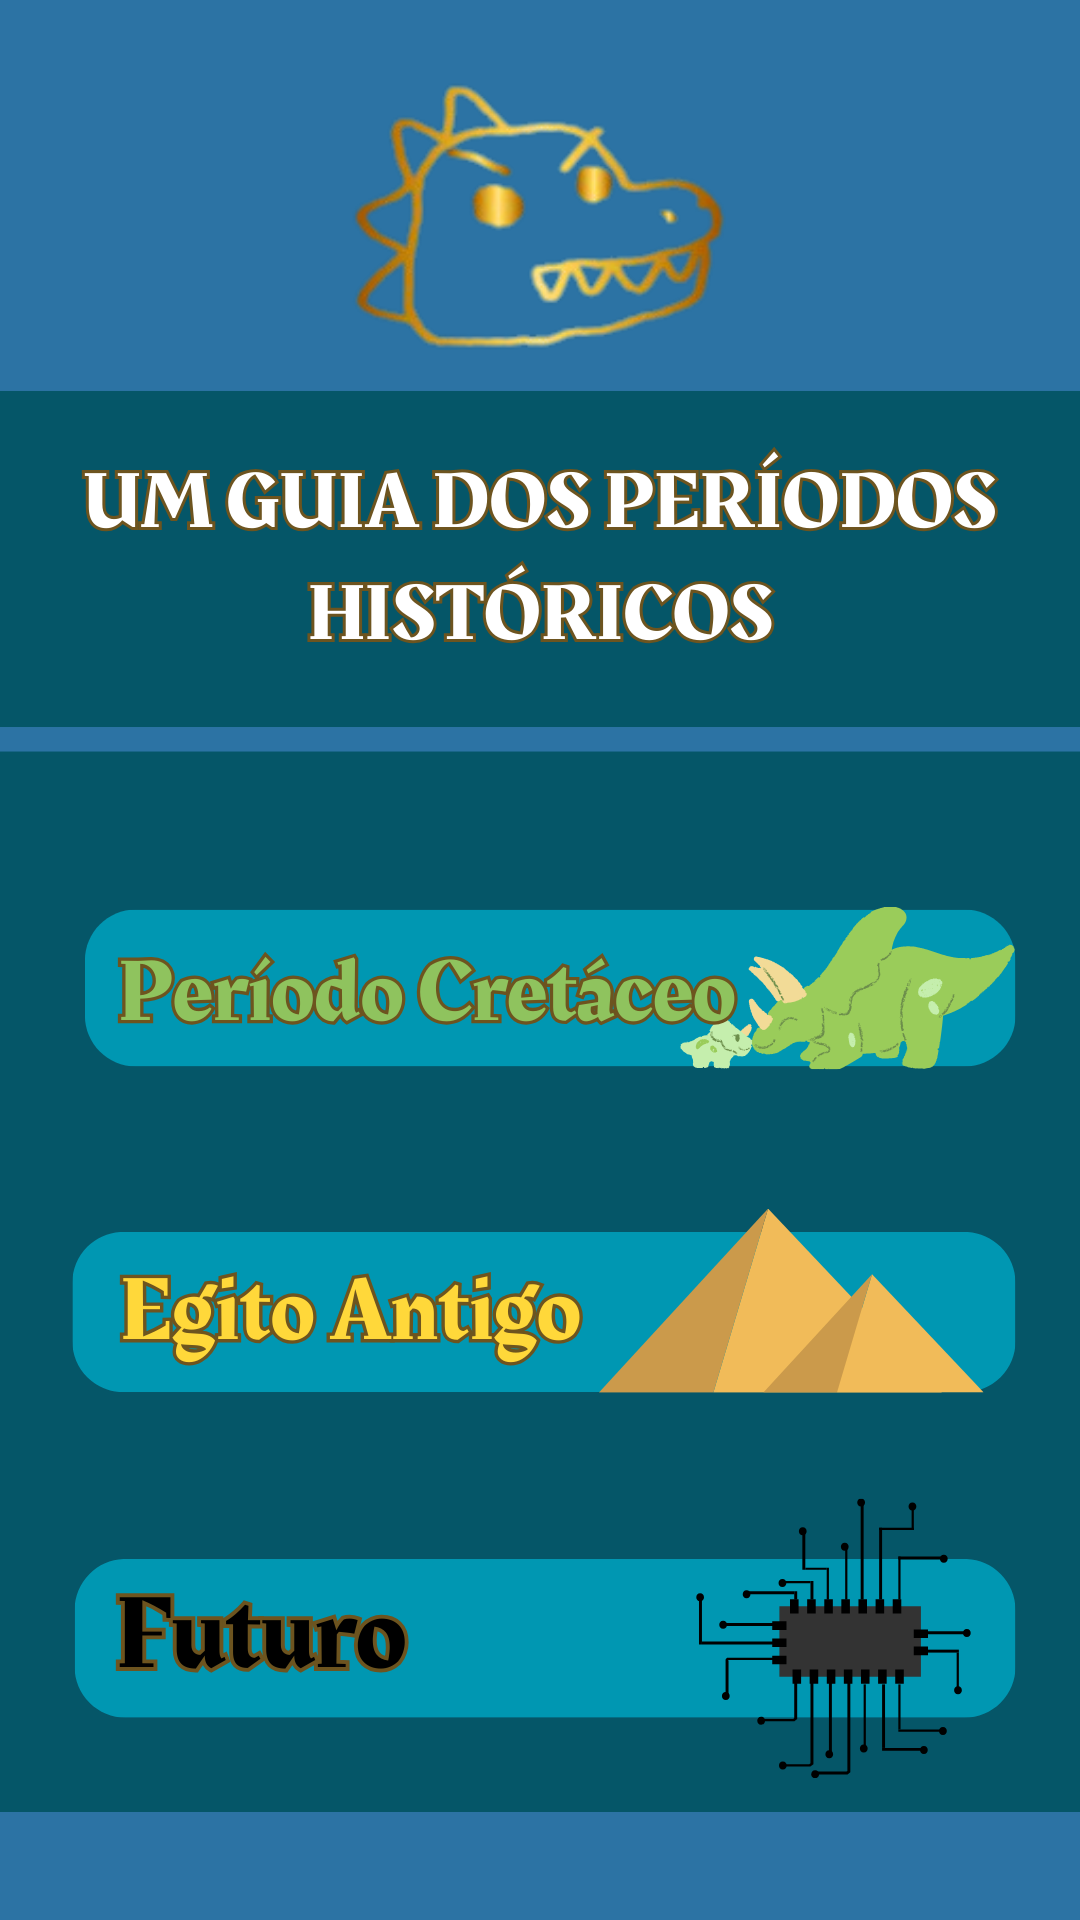 UM GUIA DOS PERÍODOS
HISTÓRICOS
Período Cretáceo
Egito Antigo
Futuro